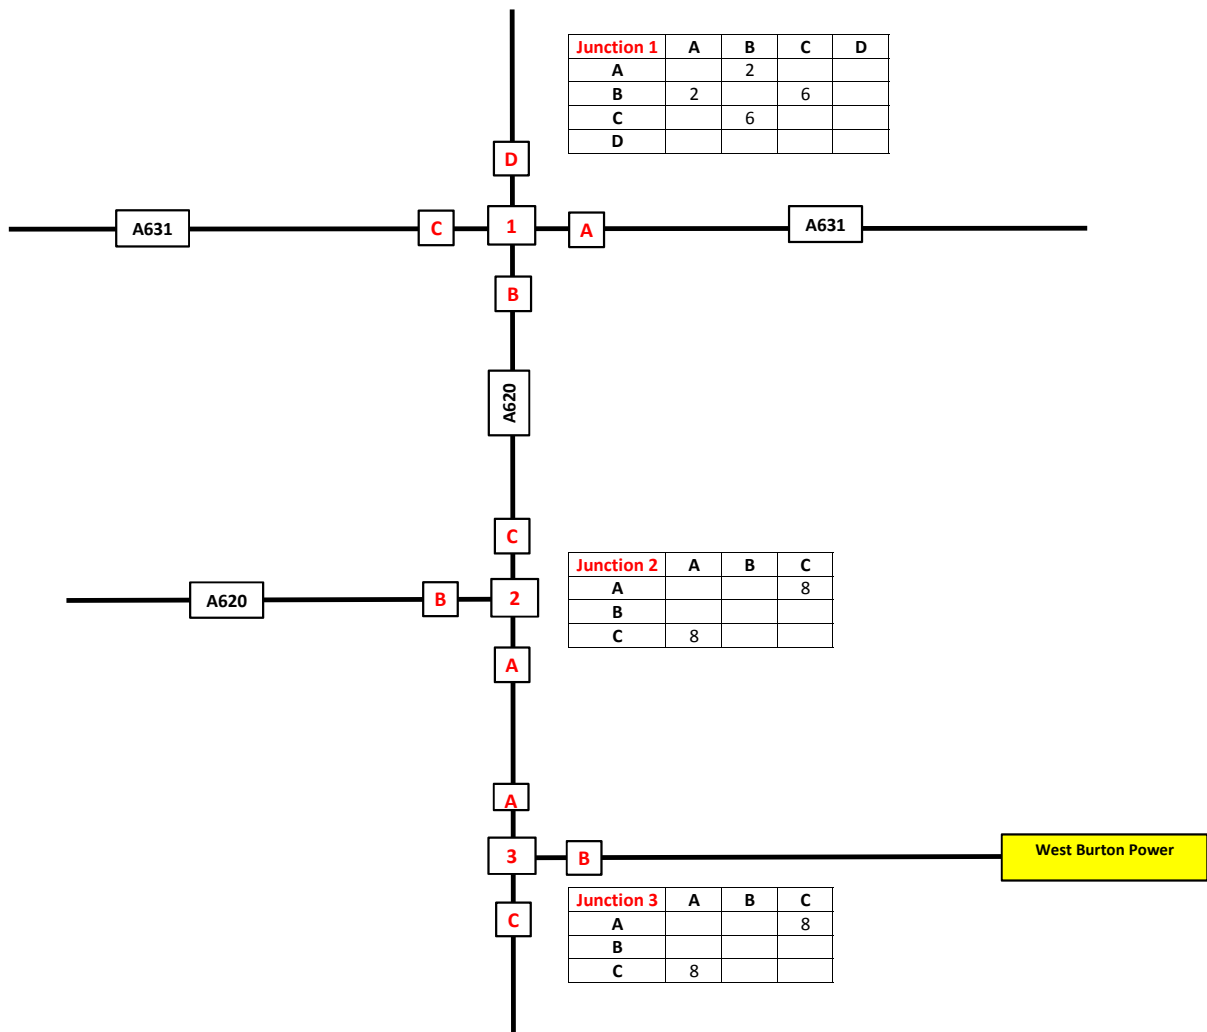 Junction 1 A B C D
A 2
B 2 6
C 6
D
D
A631 C 1 A A631
B
A620
C
Junction 2 A B C
A 8
B
C 8
A620 B 2
A
A
3 B West Burton Power
C
Junction 3 A B C
A 8
B
C 8